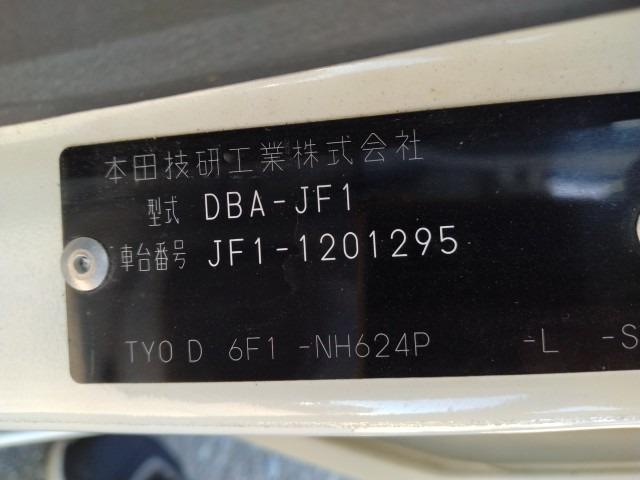 本田技研工業株式会社
型式 DBA-JF1
車台番号 JF1-1201295
TYO D 6F1 -NH624P -L -S